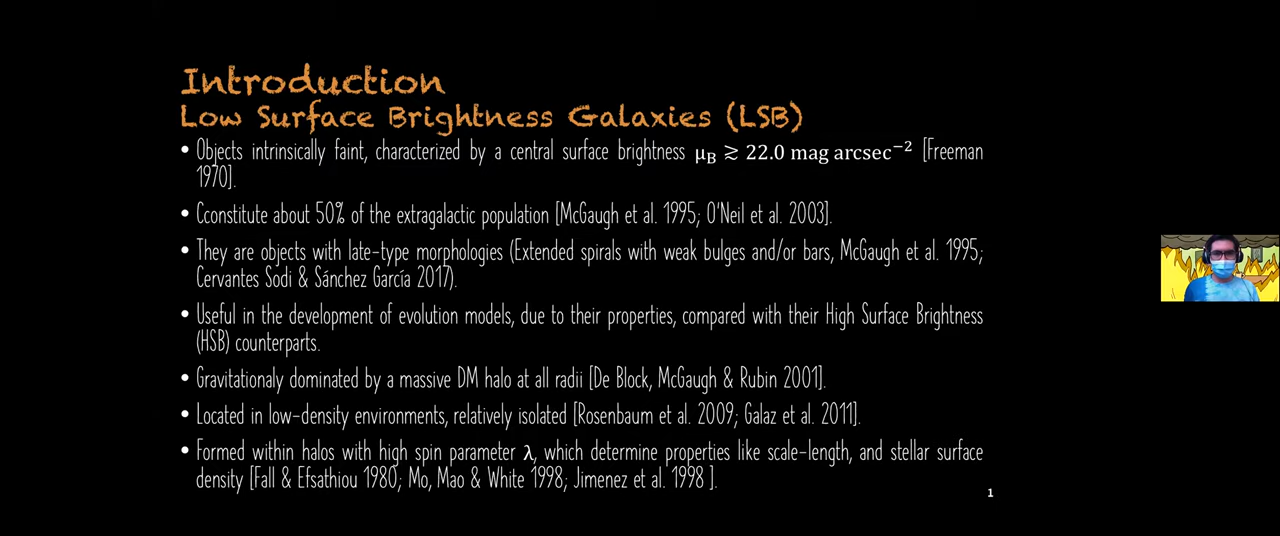 Introduction
Low Surface Brightness Galaxies (LSB)
• Objects intrinsically faint, characterized by a central surface brightness μB ≳ 22.0 mag arcsec−2 [Freeman
1970].
• Cconstitute about 50% of the extragalactic population [McGaugh et al. 1995; O'Neil et al. 2003].
• They are objects with late-type morphologies (Extended spirals with weak bulges and/or bars, McGaugh et al. 1995;
Cervantes Sodi & Sánchez García 2017).
• Useful in the development of evolution models, due to their properties, compared with their High Surface Brightness
(HSB) counterparts.
• Gravitationaly dominated by a massive DM halo at all radii [De Block, McGaugh & Rubin 2001].
• Located in low-density environments, relatively isolated [Rosenbaum et al. 2009; Galaz et al. 2011].
• Formed within halos with high spin parameter λ, which determine properties like scale-length, and stellar surface
density [Fall & Efsathiou 1980; Mo, Mao & White 1998; Jimenez et al. 1998 ].
1